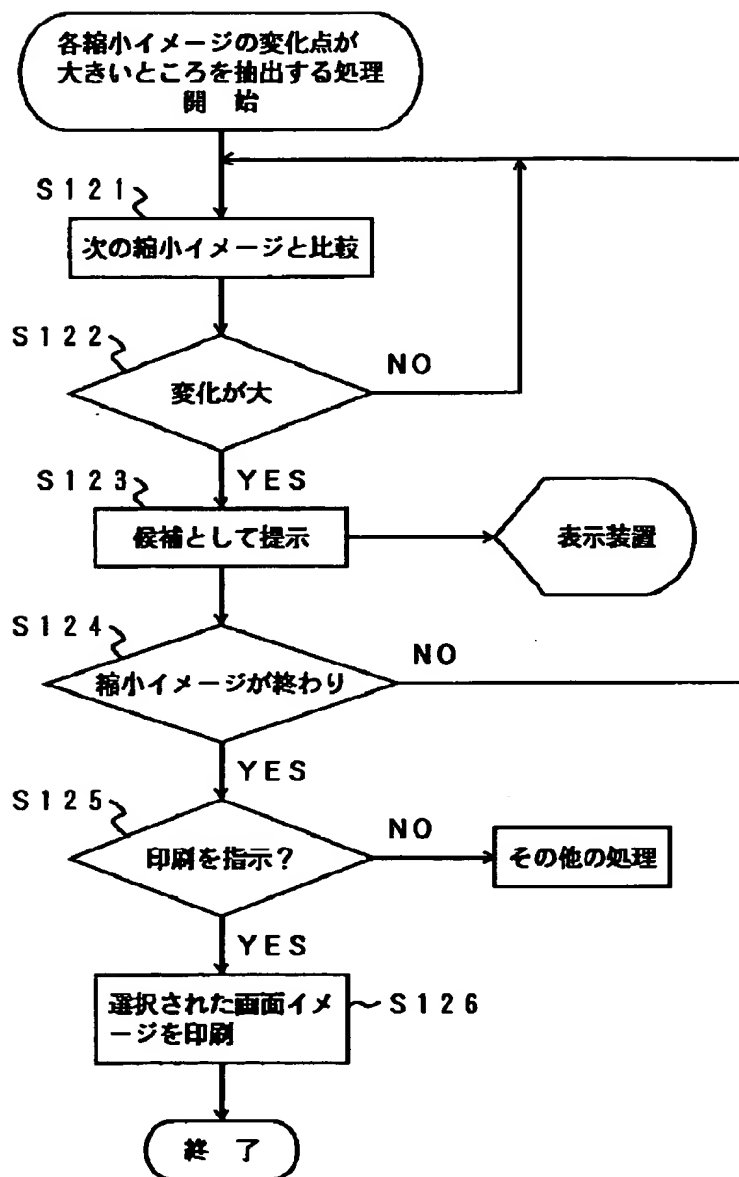 各縮小イメージの変化点が
大きいところを抽出する処理
開　始
S121
次の縮小イメージと比較
S122
変化が大
NO
YES
S123
候補として提示
表示装置
S124
縮小イメージが終わり
NO
YES
S125
印刷を指示？
NO
その他の処理
YES
選択された画面イメ
ージを印刷
S126
終　了